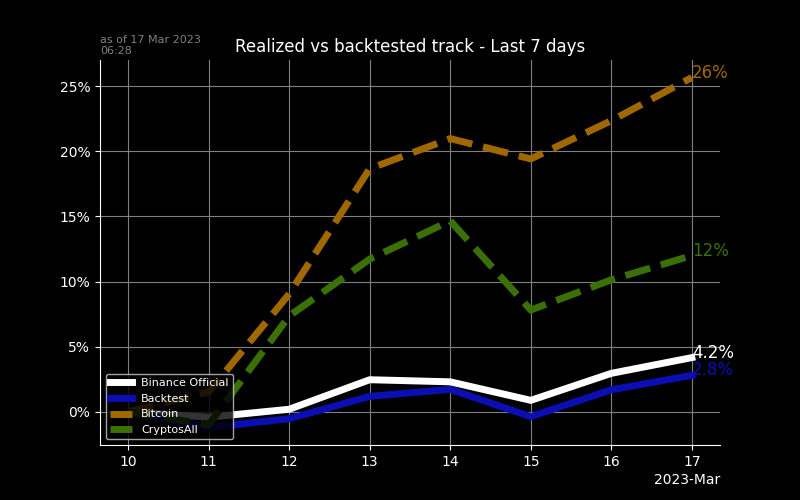 as of 17 Mar 2023
06:28
Realized vs backtested track - Last 7 days
26%
25%
20%
15%
12%
10%
5%
4.2%
2.8%
0%
Binance Official
Backtest
Bitcoin
CryptosAll
10 11 12 13 14 15 16 17
2023-Mar